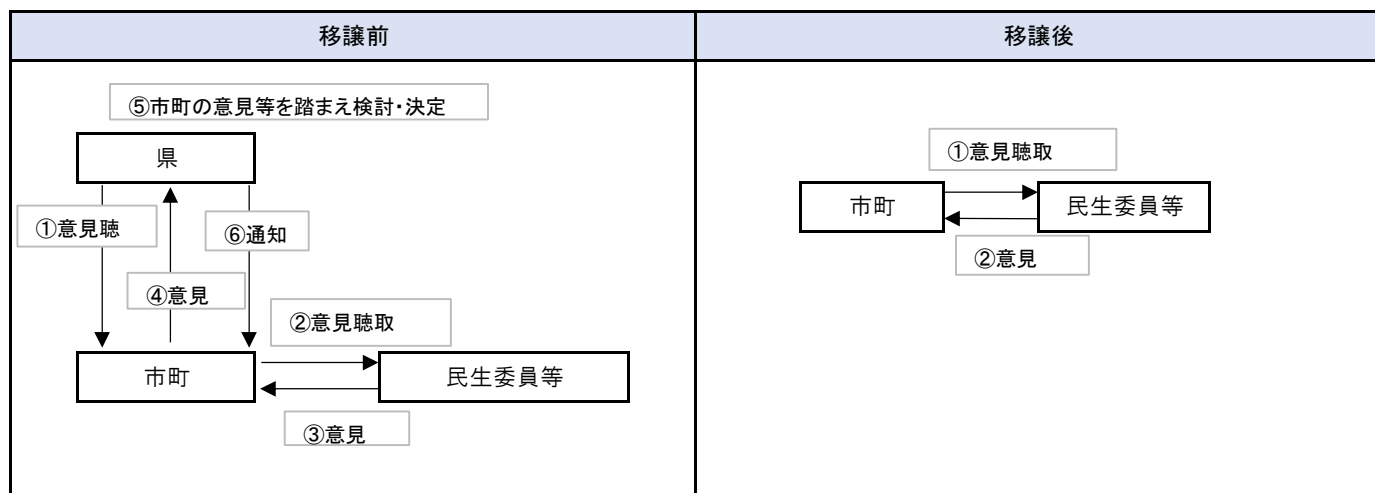 移譲前
移譲後
⑤市町の意見等を踏まえ検討・決定
県
①意見聴
⑥通知
④意見
②意見聴取
市町
民生委員等
③意見
①意見聴取
市町
民生委員等
②意見